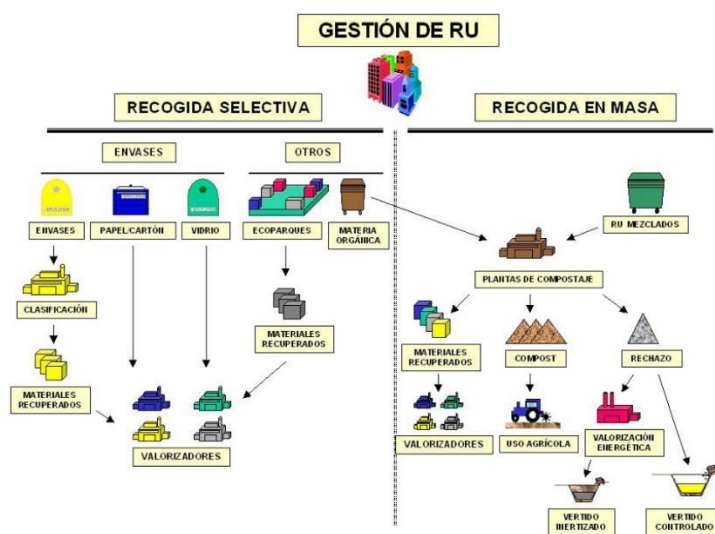 GESTIÓN DE RU
RECOGIDA SELECTIVA
RECOGIDA EN MASA
ENVASES
OTROS
ENVASES
PAPEL/CARTÓN
VIDRIO
ECOPARQUES
MATERIA
ORGÁNICA
RU MEZCLADOS
CLASIFICACIÓN
PLANTAS DE COMPOSTAJE
MATERIALES
RECUPERADOS
MATERIALES
RECUPERADOS
VALORIZADORES
MATERIALES
RECUPERADOS
COMPOST
RECHAZO
VALORIZADORES
USO AGRÍCOLA
VALORIZACIÓN
ENERGÉTICA
VERTIDO
INERTIZADO
VERTIDO
CONTROLADO